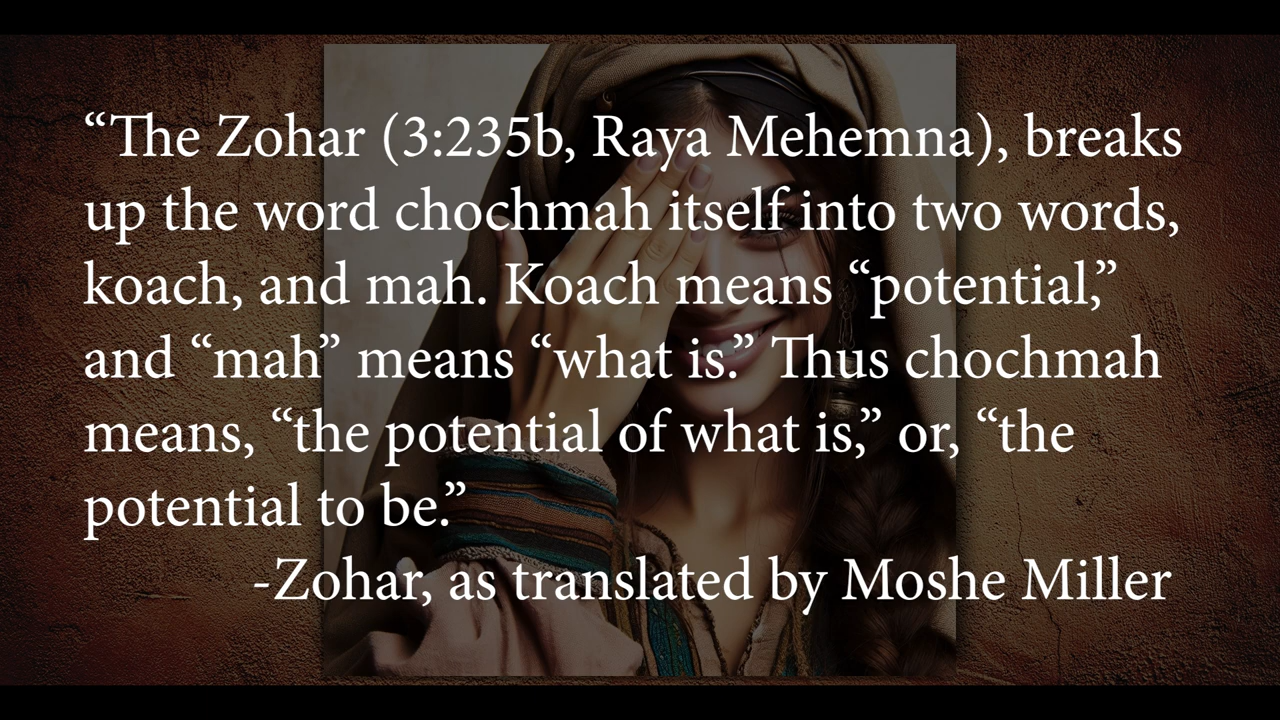 “The Zohar (3:235b, Raya Mehemna), breaks
up the word chochmah itself into two words,
koach, and mah. Koach means “potential,”
and “mah” means “what is.” Thus chochmah
means, “the potential of what is,” or, “the
potential to be.”
-Zohar, as translated by Moshe Miller